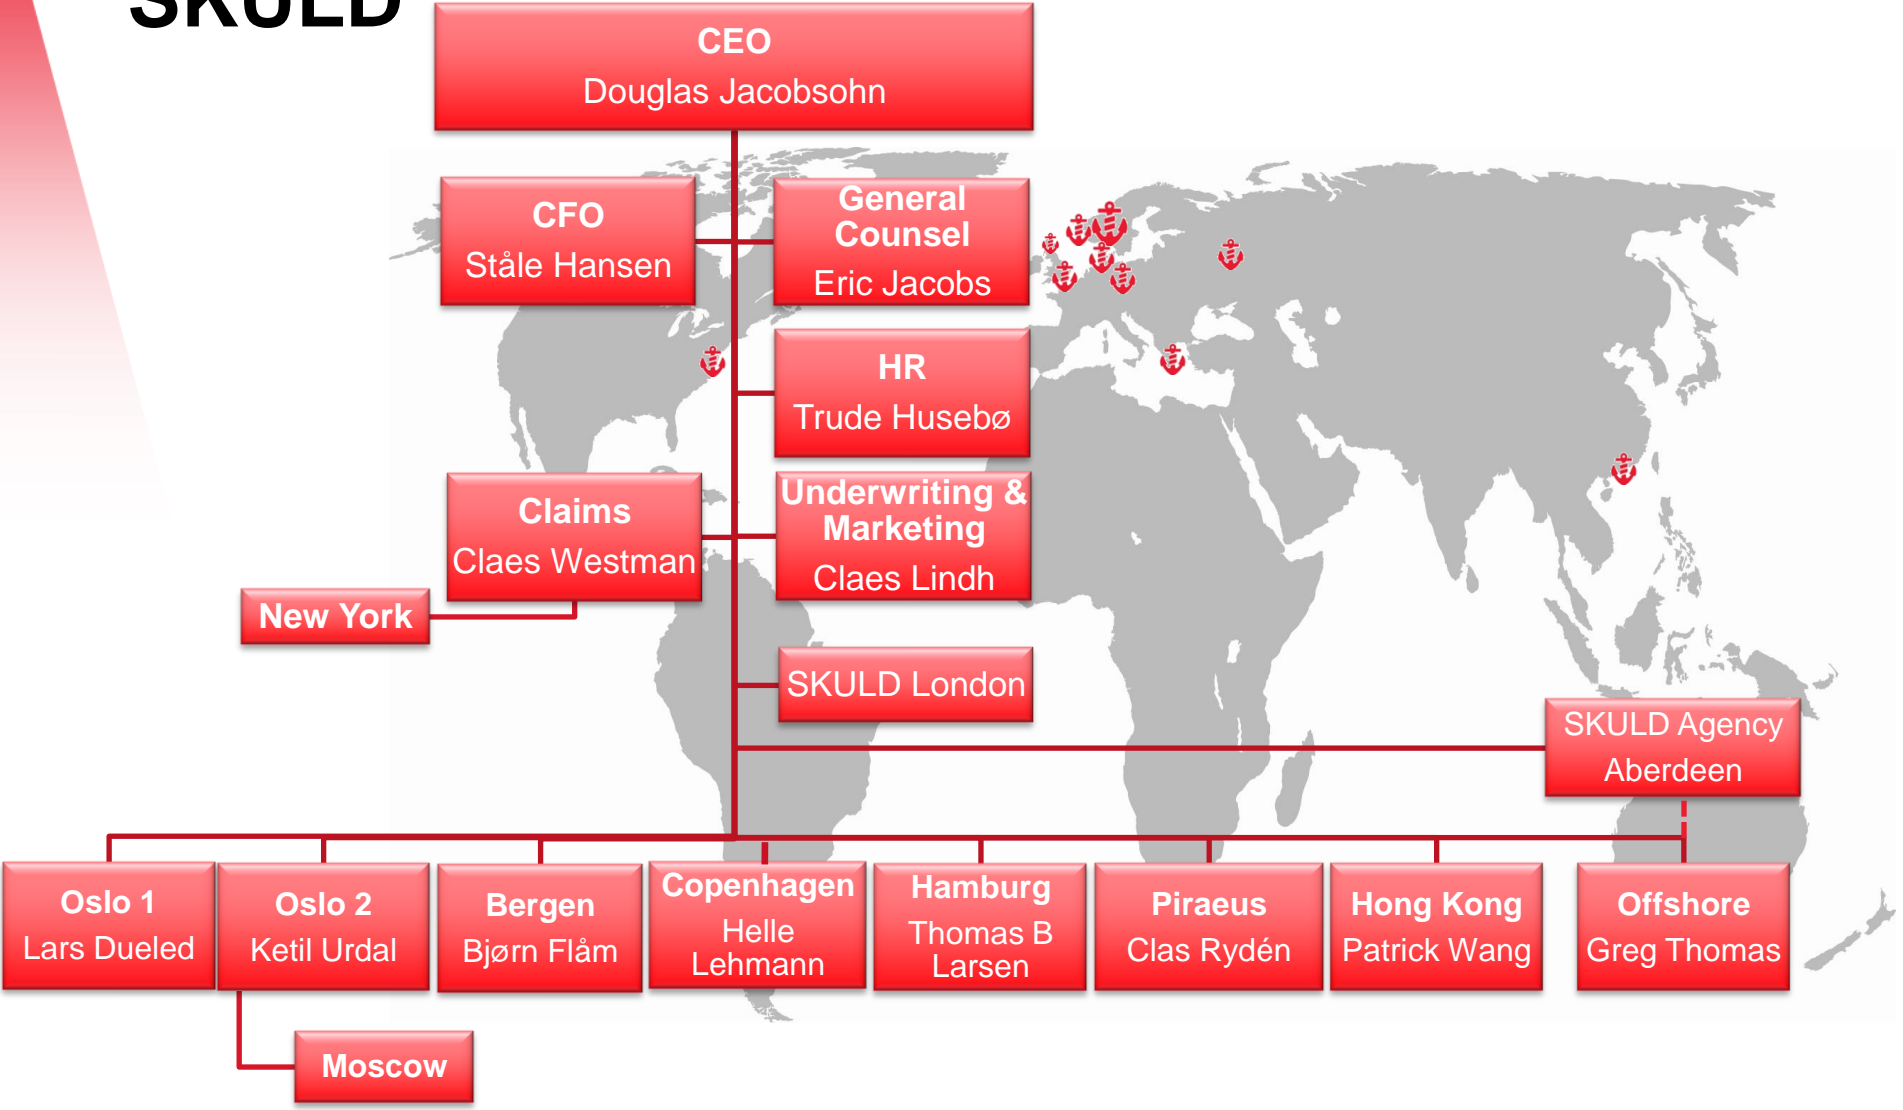 SKULD
CEO
Douglas Jacobsohn
CFO
Ståle Hansen
General
Counsel
Eric Jacobs
HR
Trude Husebø
Claims
Claes Westman
Underwriting &
Marketing
Claes Lindh
New York
SKULD London
SKULD Agency
Aberdeen
Oslo 1
Lars Dueled
Oslo 2
Ketil Urdal
Bergen
Bjørn Flåm
Copenhagen
Helle
Lehmann
Hamburg
Thomas B
Larsen
Piraeus
Clas Rydén
Hong Kong
Patrick Wang
Offshore
Greg Thomas
Moscow